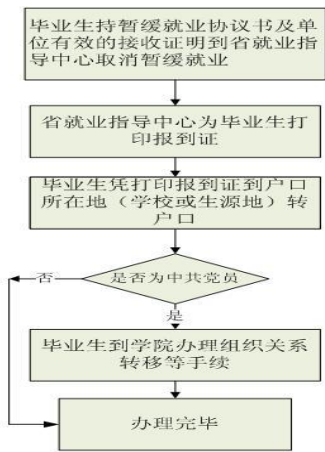 毕业生持暂缓就业协议书及单
位有效的接收证明到省就业指
导中心取消暂缓就业
省就业指导中心为毕业生打
印报到证
毕业生凭打印报到证到户口
所在地（学校或生源地）转
户口
否
是否为中共党员
是
毕业生到学院办理组织关系
转移等手续
办理完毕